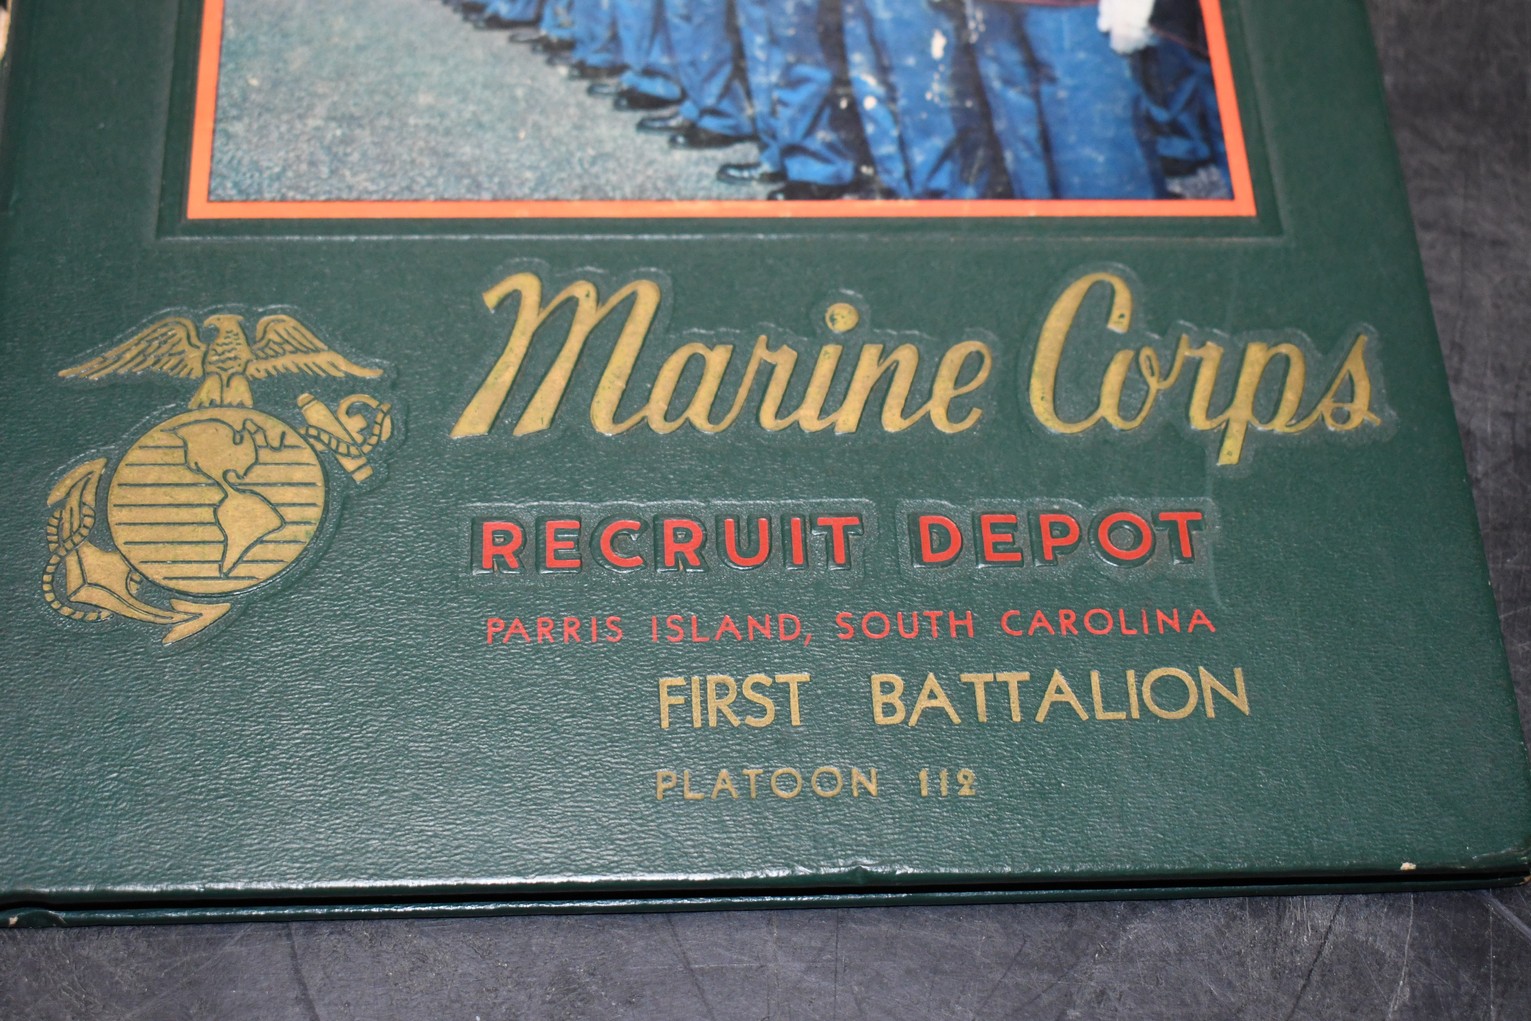 Marine Corps
RECRUIT DEPOT
PARRIS ISLAND, SOUTH CAROLINA
FIRST BATTALION
PLATOON 112